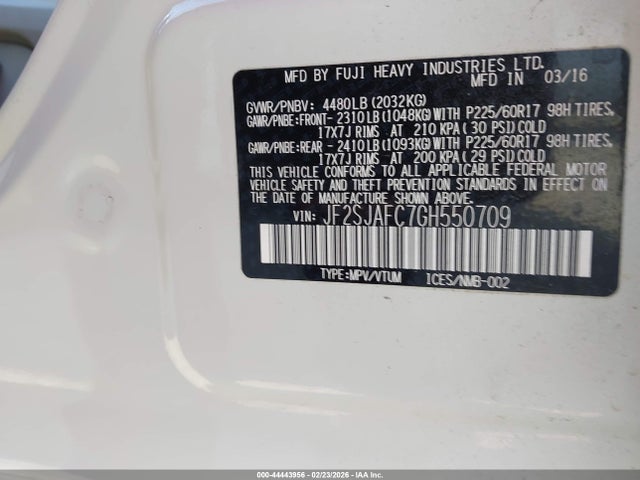 MFD BY FUJI HEAVY INDUSTRIES LTD.
MFD IN 03/16
GVWR/PNBV: 4480LB(2032KG)
GAWR/PNBE:FRONT- 2310LB(1048KG)WITH P225/60R17 98H TIRES,
17X7J RIMS AT 210 KPA(30 PSI)COLD
GAWR/PNBE:REAR - 2410LB(1093KG)WITH P225/60R17 98H TIRES,
17X7J RIMS AT 200 KPA(29 PSI)COLD
THIS VEHICLE CONFORMS TO ALL APPLICABLE FEDERAL MOTOR
VEHICLE SAFETY AND BUMPER STANDARDS IN EFFECT ON
THE DATE OF MANUFACTURE SHOWN ABOVE.
VIN: JF2SJAFC7GH550709
TYPE:MPV/VTUM ICES/NMB-002
000-44443956 - 02/23/2026 - IAAI.CA